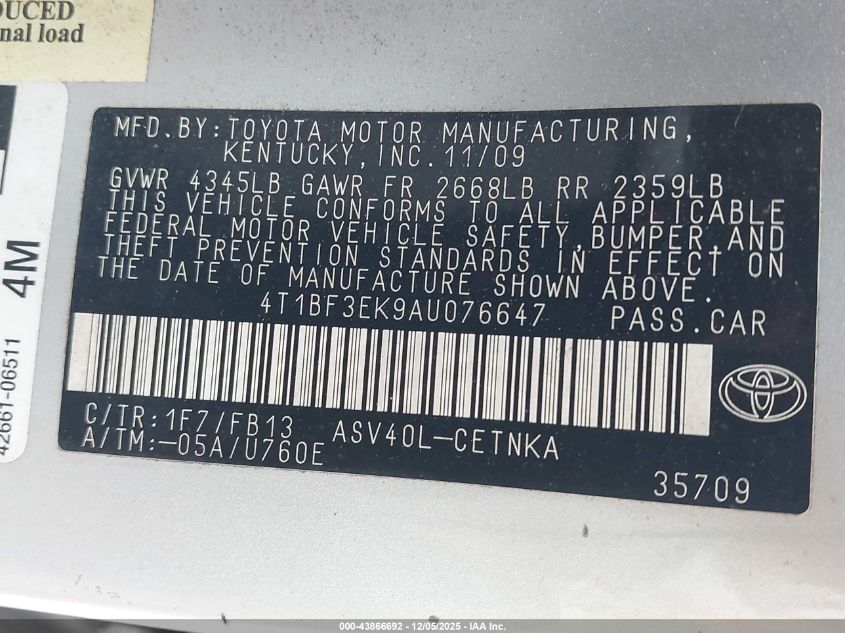 DUCED
nal load
4M
42661-06511
MFD.BY:TOYOTA MOTOR MANUFACTURING,
KENTUCKY,INC.11/09
GVWR 4345LB GAWR FR 2668LB RR 2359LB
THIS VEHICLE CONFORMS TO ALL APPLICABLE
FEDERAL MOTOR VEHICLE SAFETY,BUMPER,AND
THEFT PREVENTION STANDARDS IN EFFECT ON
THE DATE OF MANUFACTURE SHOWN ABOVE.
4T1BF3EK9AU076647 PASS.CAR
C/TR:1F7/FB13 ASV40L-CETNKA
A/TM:-05A/U760E
35709
000-43866692 - 12/05/2025 - IAA Inc.